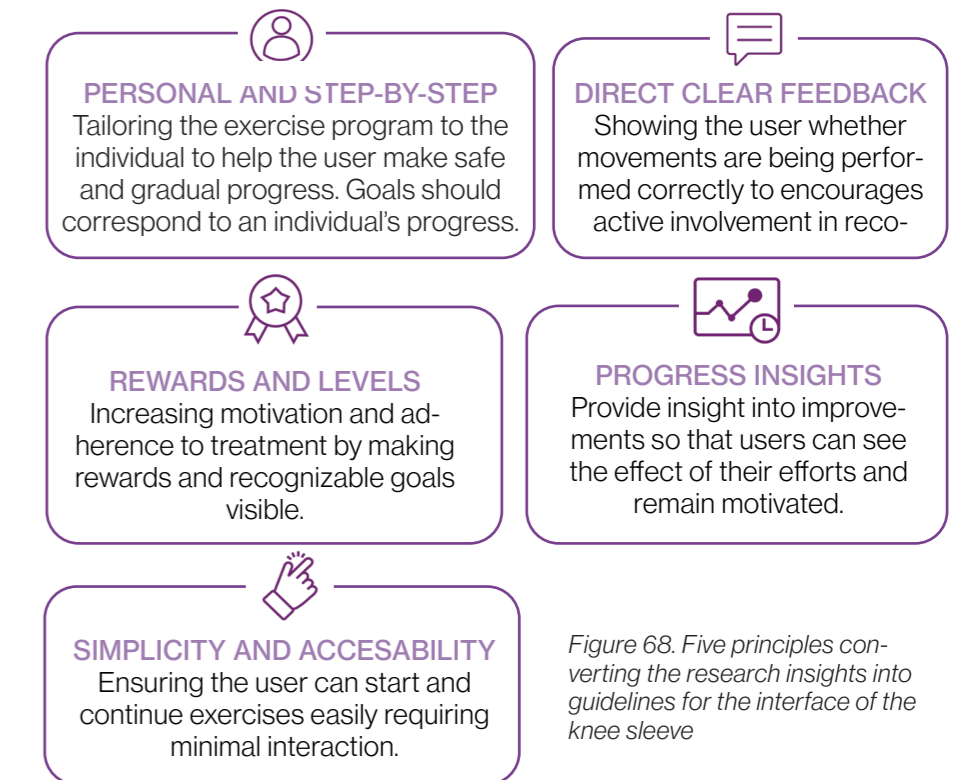 PERSONAL AND STEP-BY-STEP
Tailoring the exercise program to the
individual to help the user make safe
and gradual progress. Goals should
correspond to an individual's progress.
DIRECT CLEAR FEEDBACK
Showing the user whether
movements are being perfor-
med correctly to encourages
active involvement in reco-
REWARDS AND LEVELS
Increasing motivation and ad-
herence to treatment by making
rewards and recognizable goals
visible.
PROGRESS INSIGHTS
Provide insight into improve-
ments so that users can see
the effect of their efforts and
remain motivated.
SIMPLICITY AND ACCESABILITY
Ensuring the user can start and
continue exercises easily requiring
minimal interaction.
Figure 68. Five principles con-
verting the research insights into
guidelines for the interface of the
knee sleeve